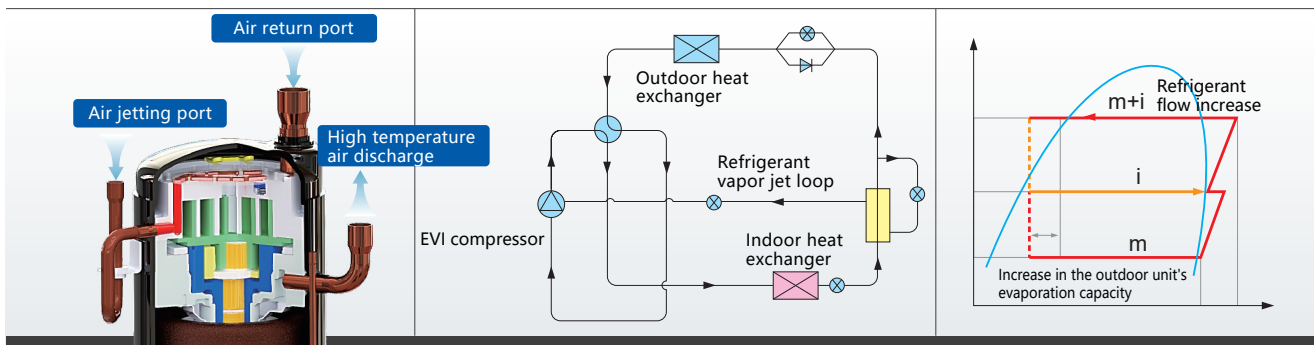 Air return port
Air jetting port
High temperature
air discharge
Outdoor heat
exchanger
Refrigerant
vapor jet loop
EVI compressor
Indoor heat
exchanger
Refrigerant
flow increase
m+i
i
m
Increase in the outdoor unit's
evaporation capacity